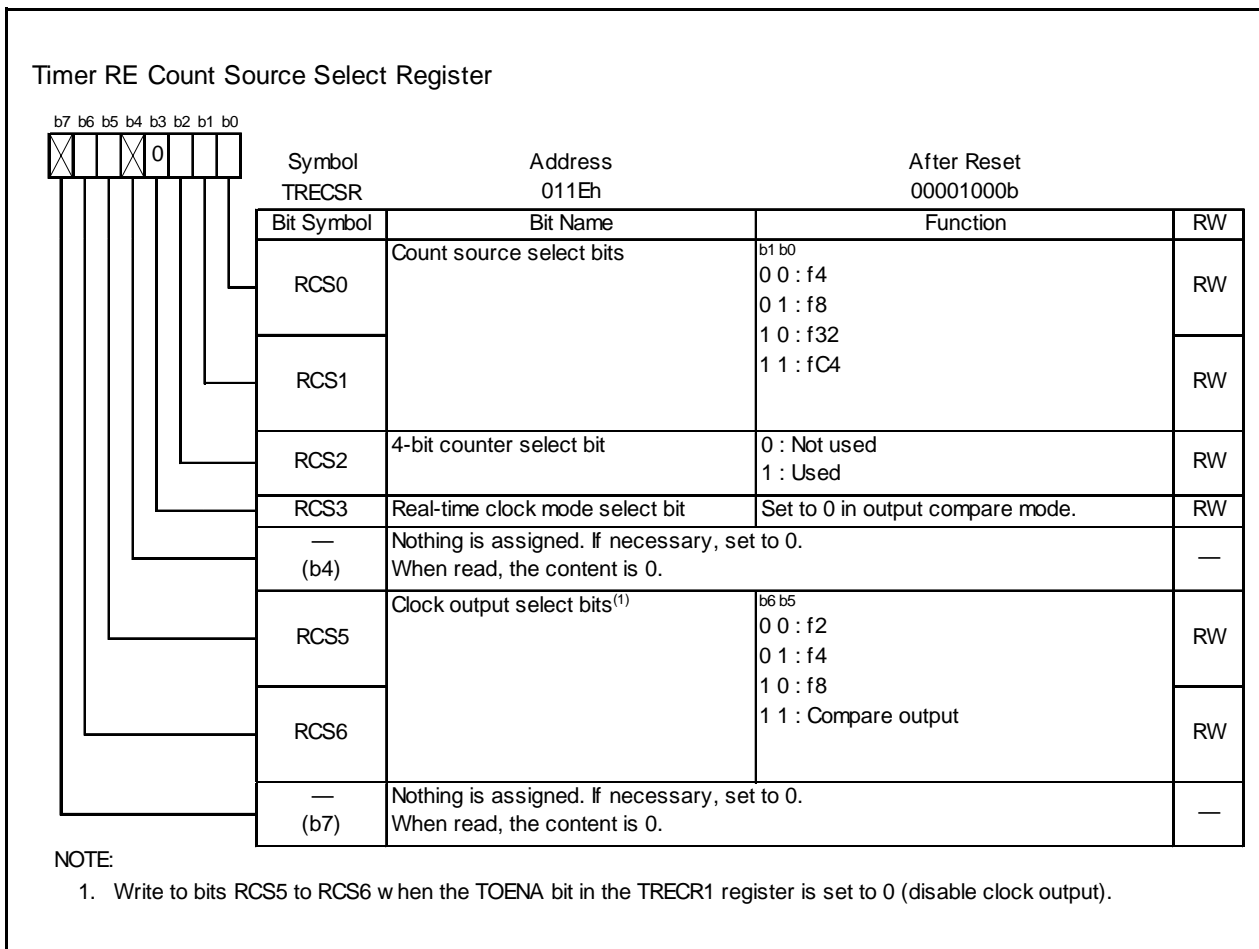 Timer RE Count Source Select Register
b7 b6 b5 b4 b3 b2 b1 b0
0
Symbol Address After Reset
TRECSR 011Eh 00001000b
Bit Symbol Bit Name Function RW
RCS0 Count source select bits b1 b0 RW
0 0 : f4
0 1 : f8
1 0 : f32
RCS1 1 1 : fC4 RW
RCS2 4-bit counter select bit 0 : Not used RW
1 : Used
RCS3 Real-time clock mode select bit Set to 0 in output compare mode. RW
— Nothing is assigned. If necessary, set to 0. —
(b4) When read, the content is 0.
RCS5 Clock output select bits(1) b6 b5 RW
0 0 : f2
0 1 : f4
1 0 : f8
RCS6 1 1 : Compare output RW
— Nothing is assigned. If necessary, set to 0. —
(b7) When read, the content is 0.
NOTE:
1. Write to bits RCS5 to RCS6 w hen the TOENA bit in the TRECR1 register is set to 0 (disable clock output).